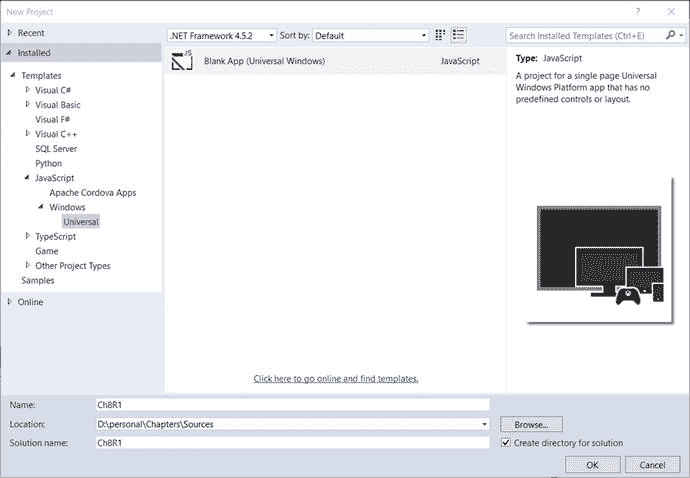 New Project
? ×
Recent
.NET Framework 4.5.2
Sort by: Default
Search Installed Templates (Ctrl+E)
Installed
Templates
Visual C#
Visual Basic
Visual F#
Visual C++
SQL Server
Python
JavaScript
Apache Cordova Apps
Windows
Universal
TypeScript
Game
Other Project Types
Samples
Online
JS
Blank App (Universal Windows) JavaScript
Click here to go online and find templates.
Type: JavaScript
A project for a single page Universal
Windows Platform app that has no
predefined controls or layout.
Name: Ch8R1
Location: D:\personal\Chapters\Sources
Browse...
Solution name: Ch8R1
Create directory for solution
OK Cancel